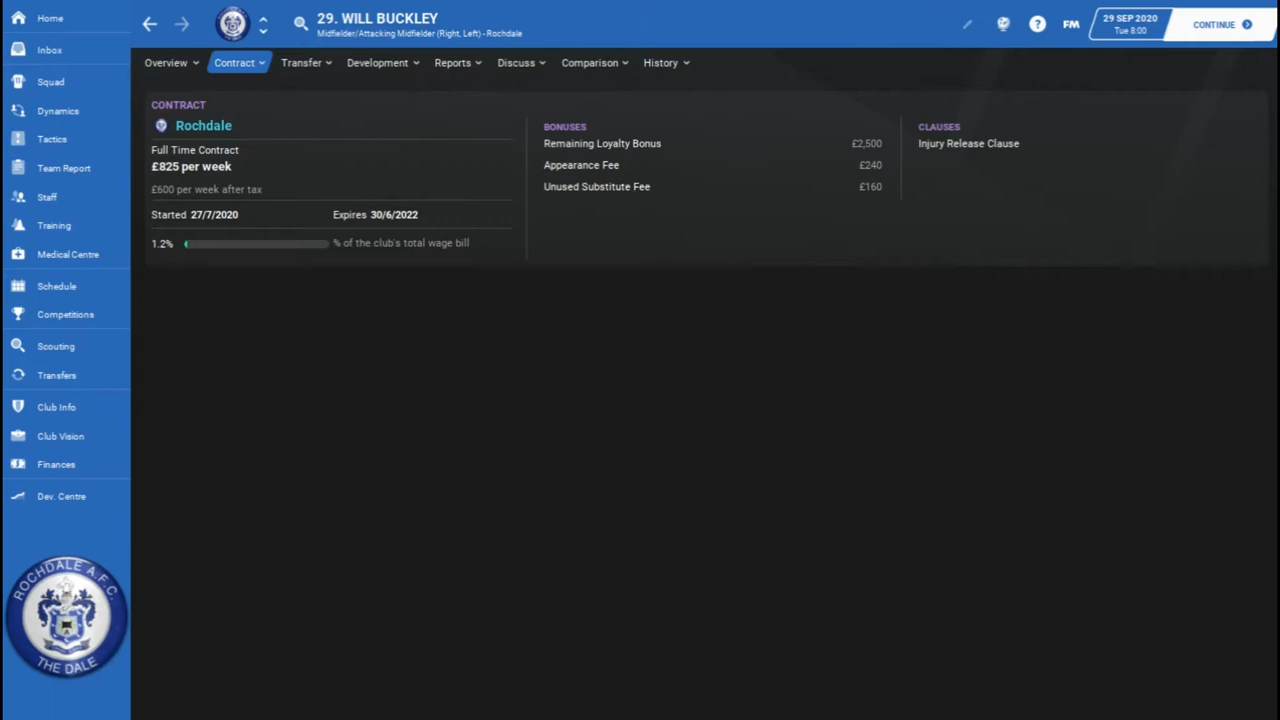 Home
Inbox
Squad
Dynamics
Tactics
Team Report
Staff
Training
Medical Centre
Schedule
Competitions
Scouting
Transfers
Club Info
Club Vision
Finances
Dev. Centre
ROCHDALE A.F.C.
THE DALE
29. WILL BUCKLEY
Midfielder/Attacking Midfielder (Right, Left) - Rochdale
?
FM
29 SEP 2020
Tue 8:00
CONTINUE
Overview Contract Transfer Development Reports Discuss Comparison History
CONTRACT
Rochdale
Full Time Contract
£825 per week
£600 per week after tax
Started 27/7/2020 Expires 30/6/2022
1.2% % of the club's total wage bill
BONUSES
Remaining Loyalty Bonus £2,500
Appearance Fee £240
Unused Substitute Fee £160
CLAUSES
Injury Release Clause